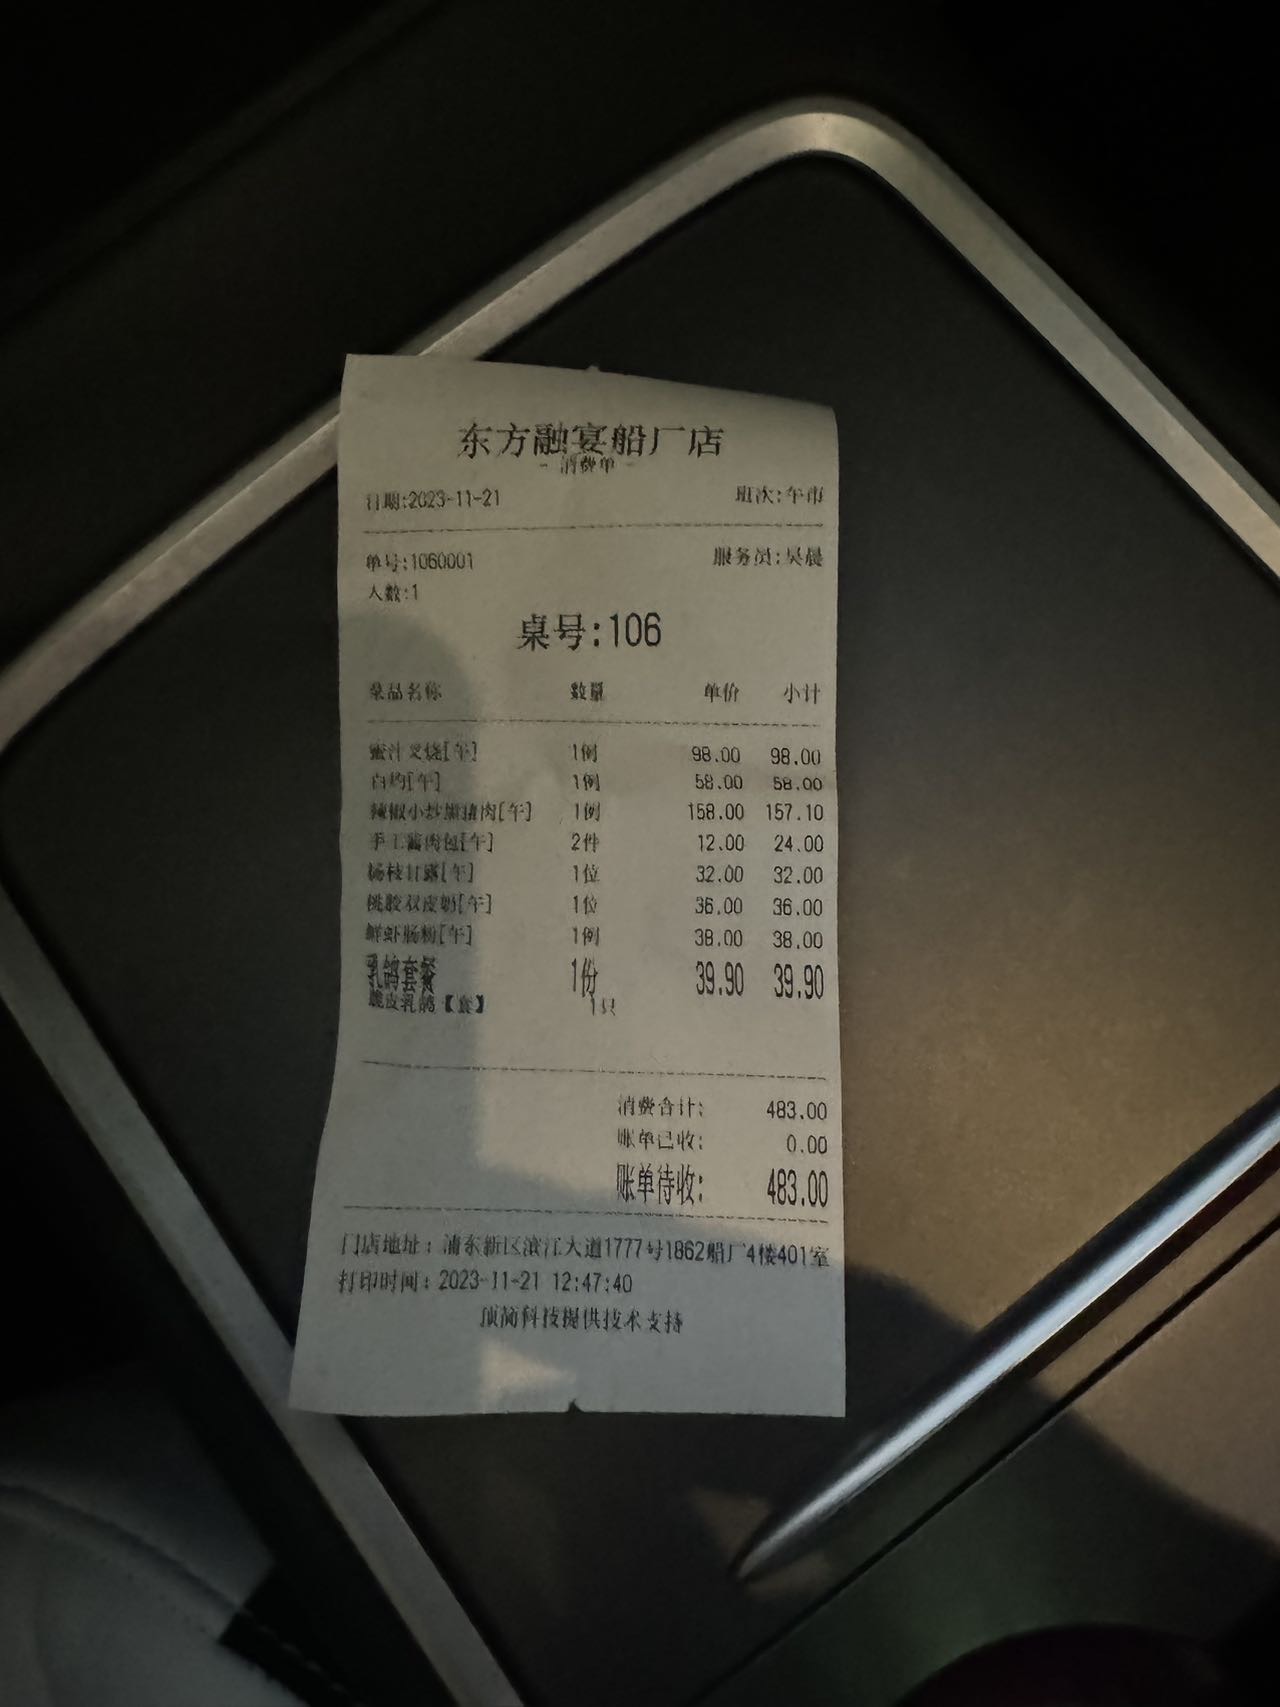 东方融宴船厂店
- 消费单 -
日期:2023-11-21 班次:午市
单号:1060001 服务员:吴晨
人数:1
桌号:106
菜品名称 数量 单价 小计
蜜汁叉烧[午] 1例 98.00 98.00
白灼[午] 1例 58.00 58.00
辣椒小炒黑猪肉[午] 1例 158.00 157.10
手工酱肉包[午] 2件 12.00 24.00
杨枝甘露[午] 1位 32.00 32.00
桃胶双皮奶[午] 1位 36.00 36.00
鲜虾肠粉[午] 1例 38.00 38.00
乳鸽套餐 1份 39.90 39.90
脆皮乳鸽【套】 1只
消费合计: 483.00
账单已收: 0.00
账单待收: 483.00
门店地址：浦东新区滨江大道1777号1862船厂4楼401室
打印时间：2023-11-21 12:47:40
顶简科技提供技术支持